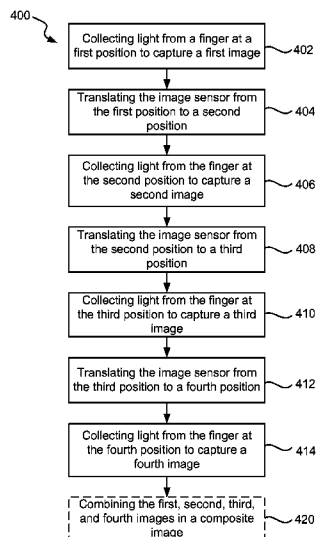 400
Collecting light from a finger at a
first position to capture a first image
402
Translating the image sensor from
the first position to a second
position
404
Collecting light from the finger at
the second position to capture a
second image
406
Translating the image sensor from
the second position to a third
position
408
Collecting light from the finger at
the third position to capture a third
image
410
Translating the image sensor from
the third position to a fourth position
412
Collecting light from the finger at
the fourth position to capture a
fourth image
414
Combining the first, second, third,
and fourth images in a composite
image
420